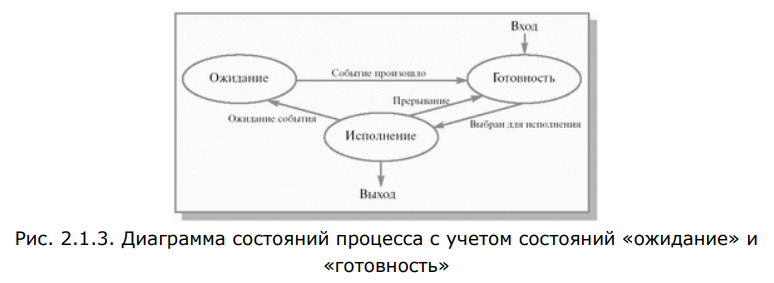 Вход
Ожидание
Событие произошло
Готовность
Прерывание
Ожидание события
Выбран для исполнения
Исполнение
Выход
Рис. 2.1.3. Диаграмма состояний процесса с учетом состояний «ожидание» и
«готовность»